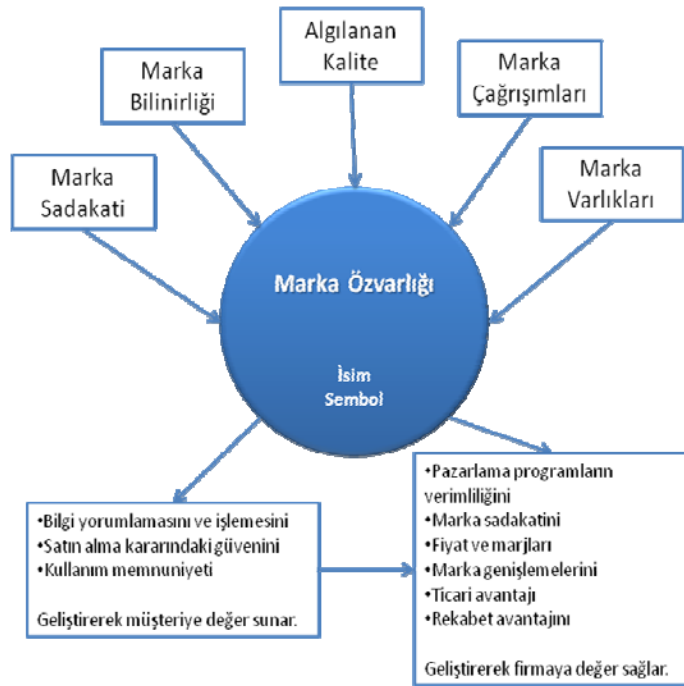 Algılanan
Kalite
Marka
Bilinirliği
Marka
Çağrışımları
Marka
Sadakati
Marka
Varlıkları
Marka Özvarlığı
İsim
Sembol
•Bilgi yorumlamasını ve işlemesini
•Satın alma kararındaki güvenini
•Kullanım memnuniyeti
Geliştirerek müşteriye değer sunar.
•Pazarlama programların
verimliliğini
•Marka sadakatini
•Fiyat ve marjları
•Marka genişlemelerini
•Ticari avantajı
•Rekabet avantajını
Geliştirerek firmaya değer sağlar.